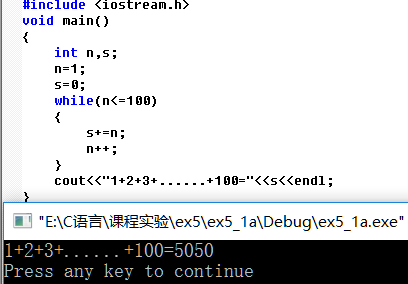 #include <iostream.h>
void main()
{
int n,s;
n=1;
s=0;
while(n<=100)
{
s+=n;
n++;
}
cout<<"1+2+3+......+100="<<s<<endl;
}
"E:\C语言\课程实验\ex5\ex5_1a\Debug\ex5_1a.exe"
1+2+3+......+100=5050
Press any key to continue